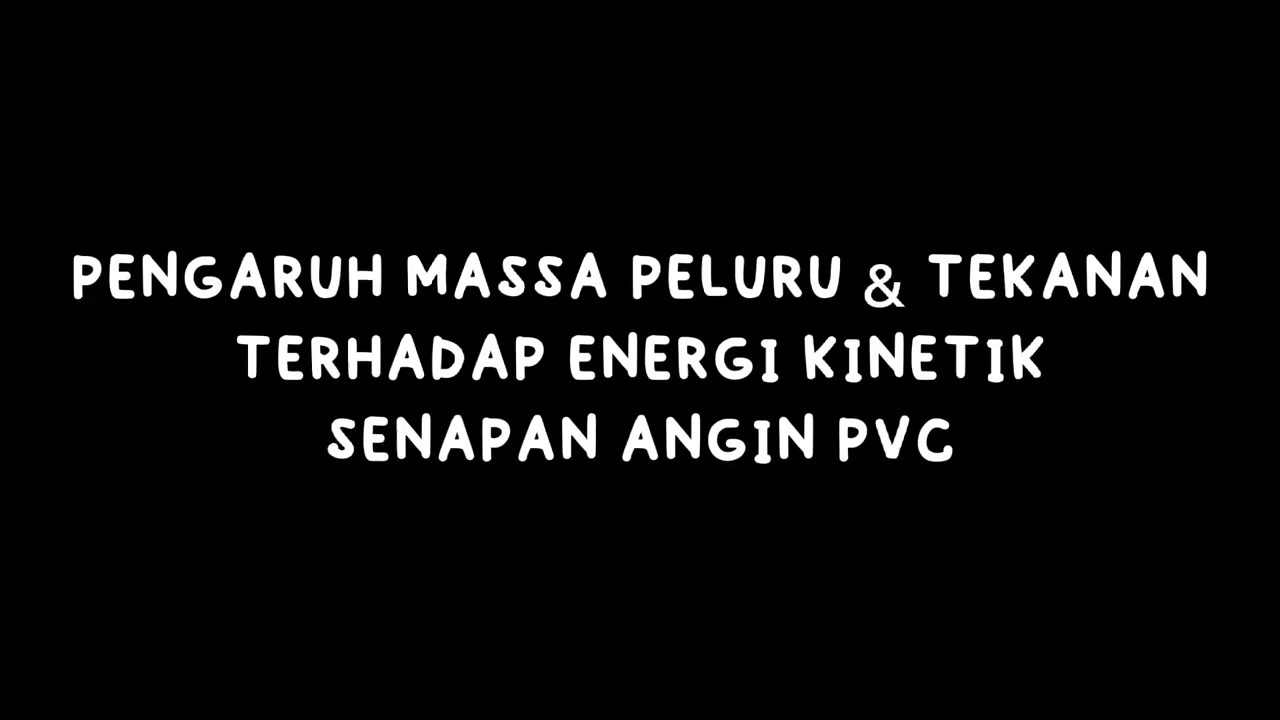 PENGARUH MASSA PELURU & TEKANAN
TERHADAP ENERGI KINETIK
SENAPAN ANGIN PVC